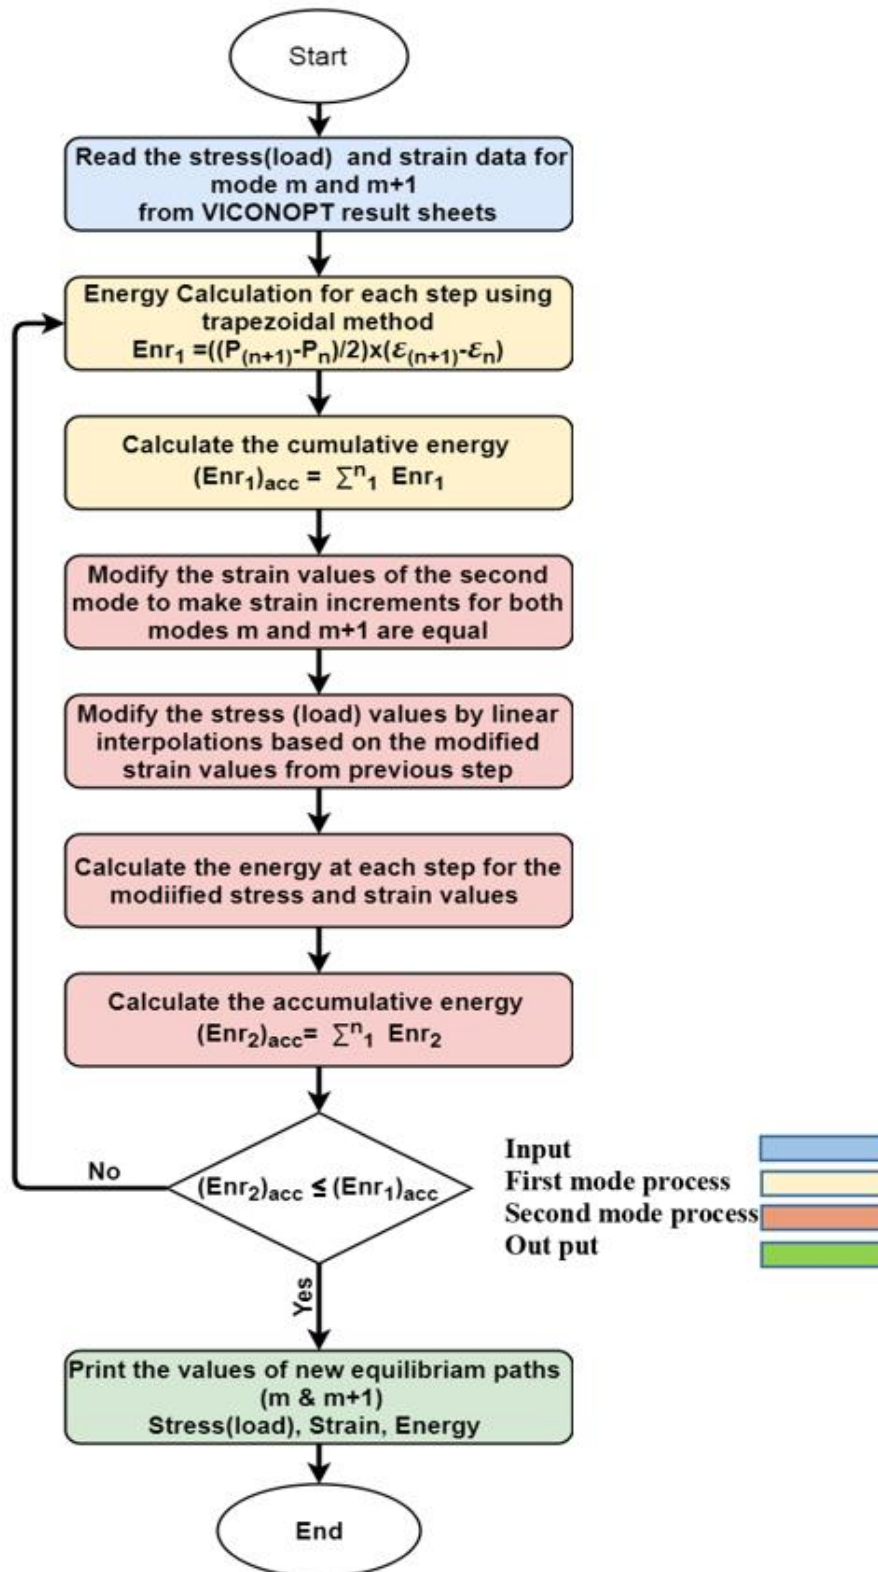 Start
Read the stress(load) and strain data for
mode m and m+1
from VICONOPT result sheets
Energy Calculation for each step using
trapezoidal method
Enr₁ =((P₍ₙ₊₁₎-Pₙ)/2)x(ℰ₍ₙ₊₁₎-ℰₙ)
Calculate the cumulative energy
(Enr₁)acc = ∑ⁿ₁ Enr₁
Modify the strain values of the second
mode to make strain increments for both
modes m and m+1 are equal
Modify the stress (load) values by linear
interpolations based on the modified
strain values from previous step
Calculate the energy at each step for the
modiified stress and strain values
Calculate the accumulative energy
(Enr₂)acc= ∑ⁿ₁ Enr₂
No
(Enr₂)acc ≤ (Enr₁)acc
Input
First mode process
Second mode process
Out put
Yes
Print the values of new equilibriam paths
(m & m+1)
Stress(load), Strain, Energy
End